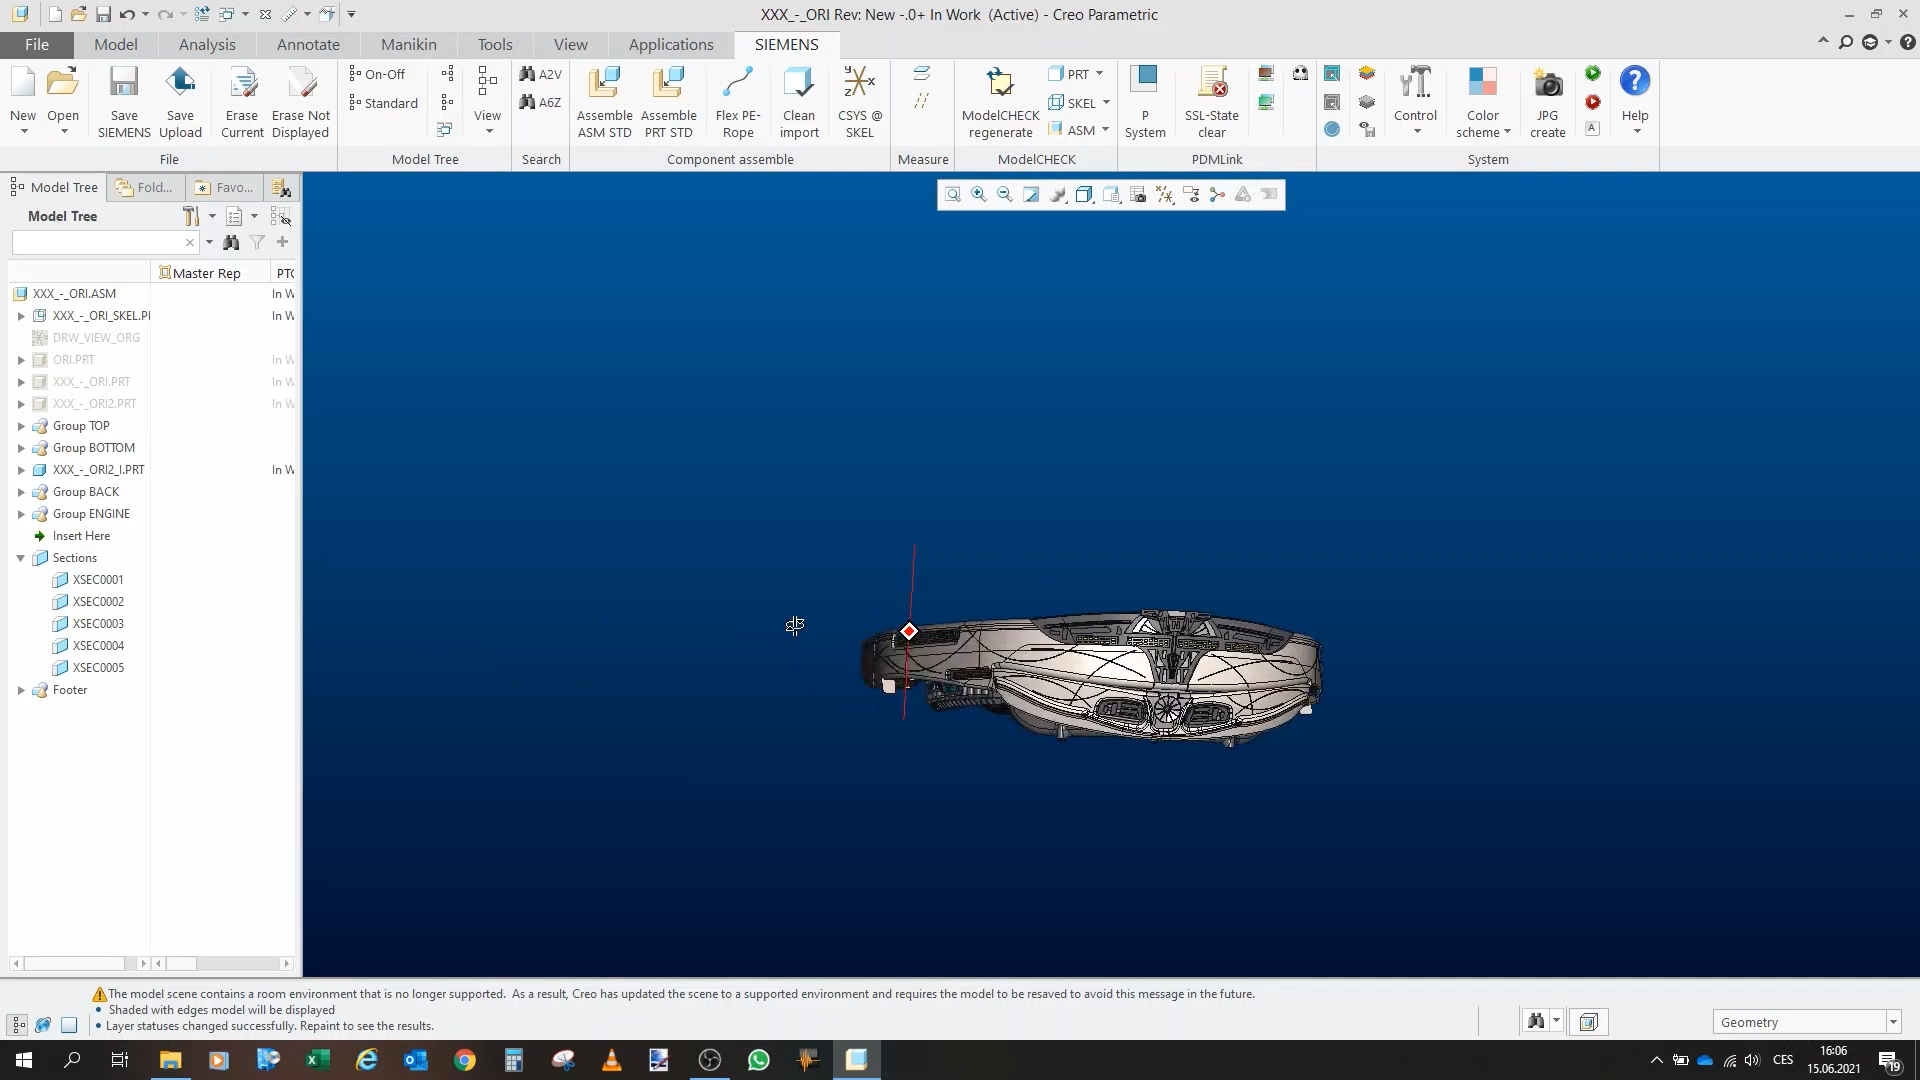 XXX_-_ORI Rev: New -.0+ In Work (Active) - Creo Parametric
File Model Analysis Annotate Manikin Tools View Applications SIEMENS
On-Off A2V PRT
Standard A6Z SKEL
ASM
New Open Save SIEMENS Save Upload Erase Current Erase Not Displayed View Assemble ASM STD Assemble PRT STD Flex PE-Rope Clean import CSYS @ SKEL ModelCHECK regenerate P System SSL-State clear Control Color scheme JPG create Help
File Model Tree Search Component assemble Measure ModelCHECK PDMLink System
Model Tree Fold... Favo...
Model Tree
Master Rep PTC
XXX_-_ORI.ASM In W
XXX_-_ORI_SKEL.PI In W
DRW_VIEW_ORG
ORI.PRT In W
XXX_-_ORI.PRT In W
XXX_-_ORI2.PRT In W
Group TOP
Group BOTTOM
XXX_-_ORI2_I.PRT In W
Group BACK
Group ENGINE
Insert Here
Sections
XSEC0001
XSEC0002
XSEC0003
XSEC0004
XSEC0005
Footer
The model scene contains a room environment that is no longer supported. As a result, Creo has updated the scene to a supported environment and requires the model to be resaved to avoid this message in the future.
• Shaded with edges model will be displayed
• Layer statuses changed successfully. Repaint to see the results.
Geometry
CES
16:06
15.06.2021
19